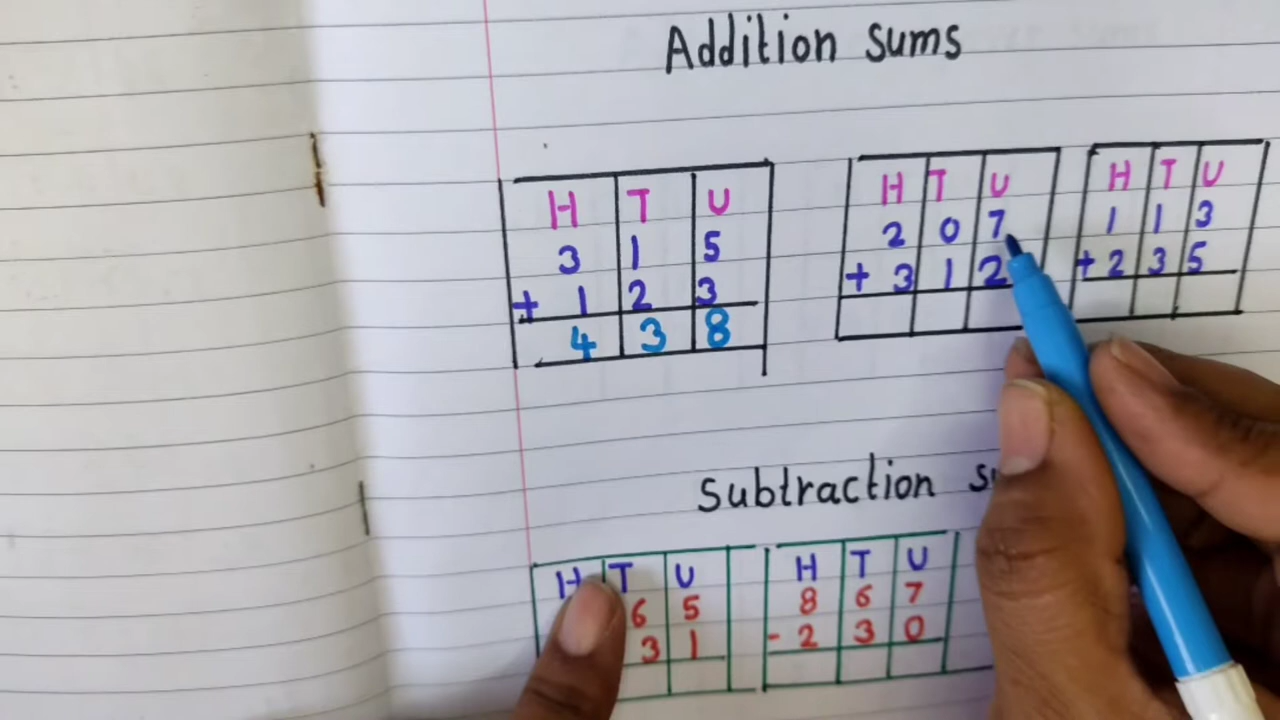 Addition sums
H T U
3 1 5
+ 1 2 3
4 3 8
H T U
2 0 7
+ 3 1 2
H T U
1 1 3
+ 2 3 5
Subtraction
H T U
6 5
3 1
H T U
8 6 7
- 2 3 0